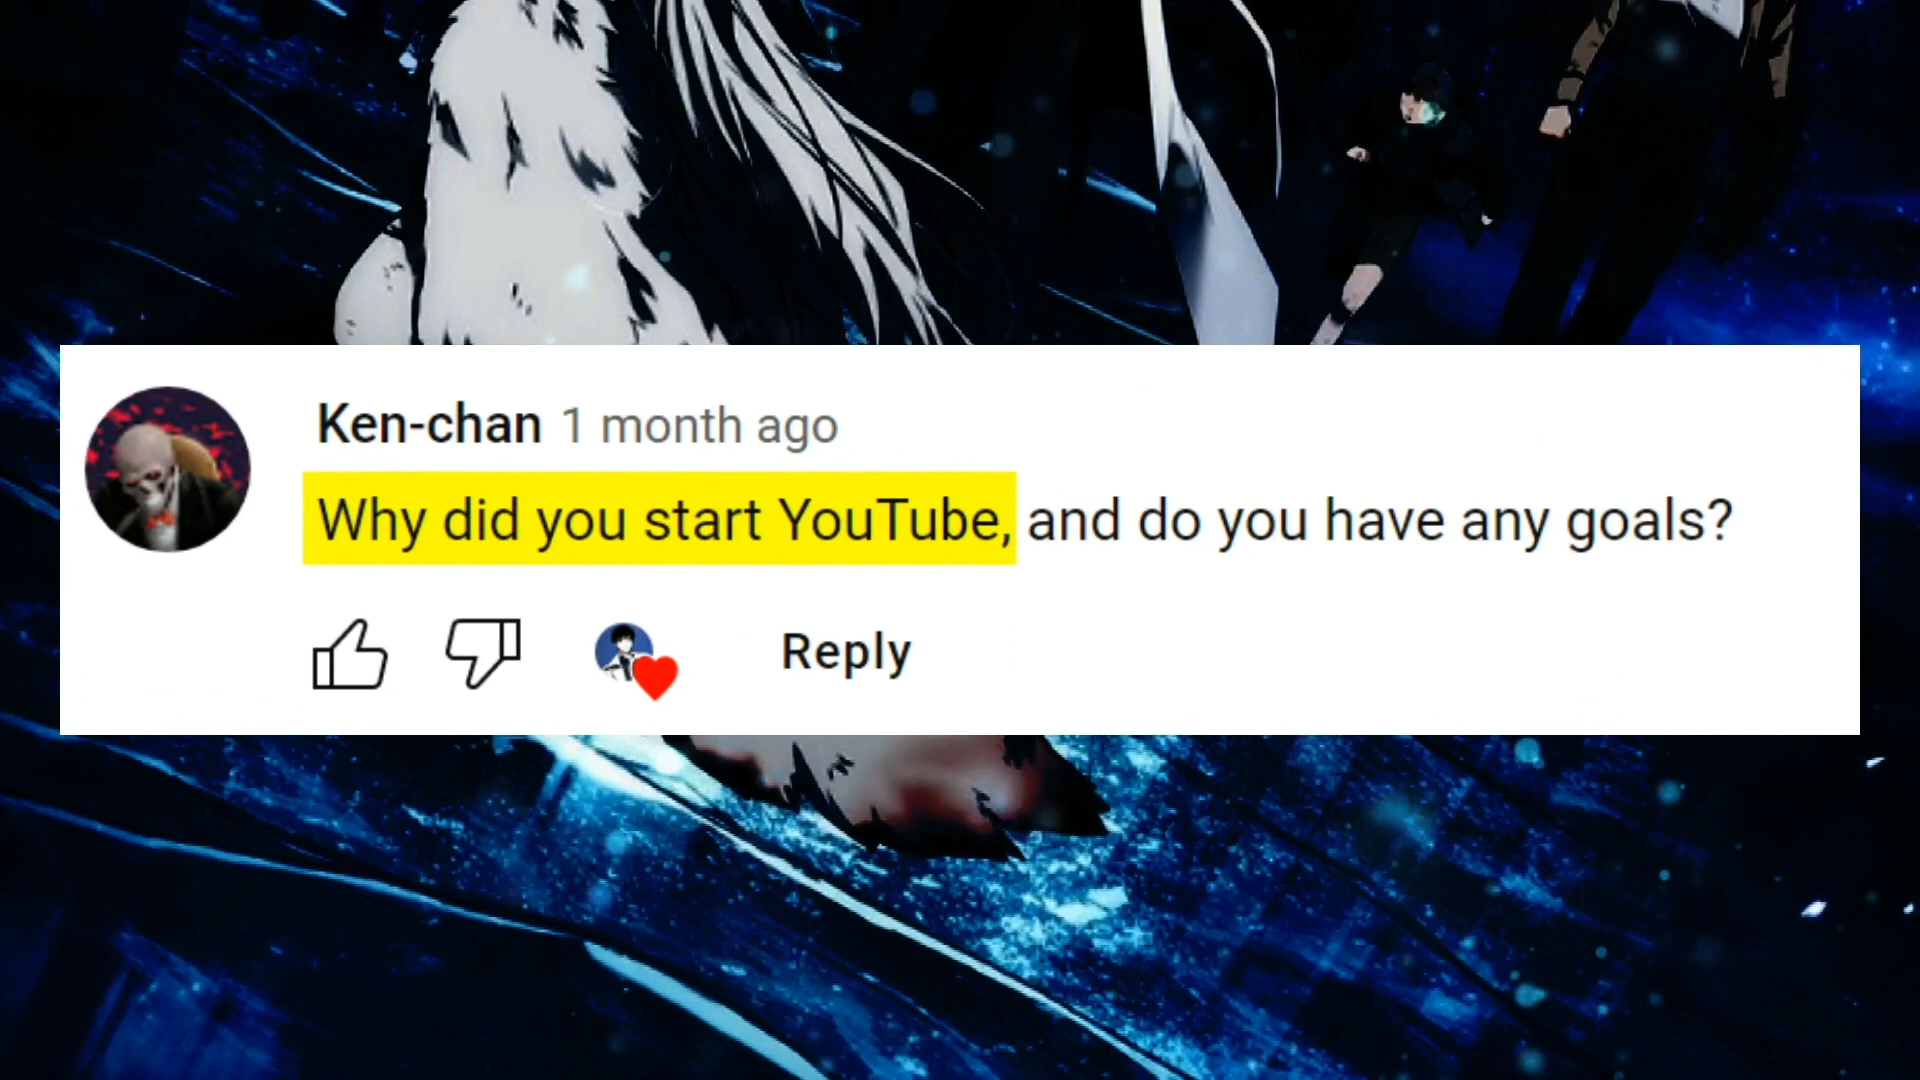 Ken-chan 1 month ago
Why did you start YouTube, and do you have any goals?
Reply